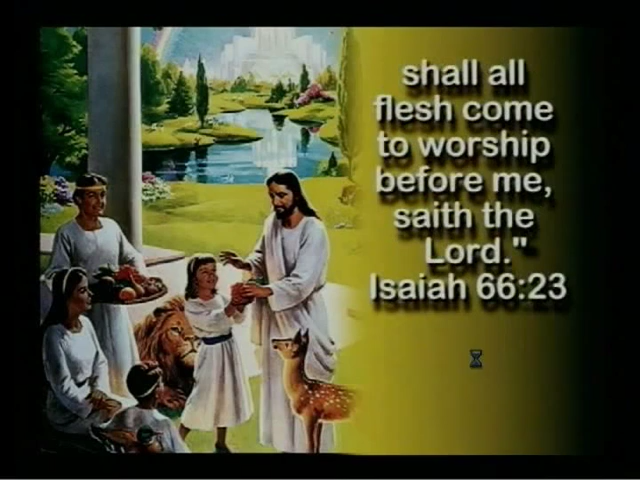 shall all
flesh come
to worship
before me,
saith the
Lord."
Isaiah 66:23